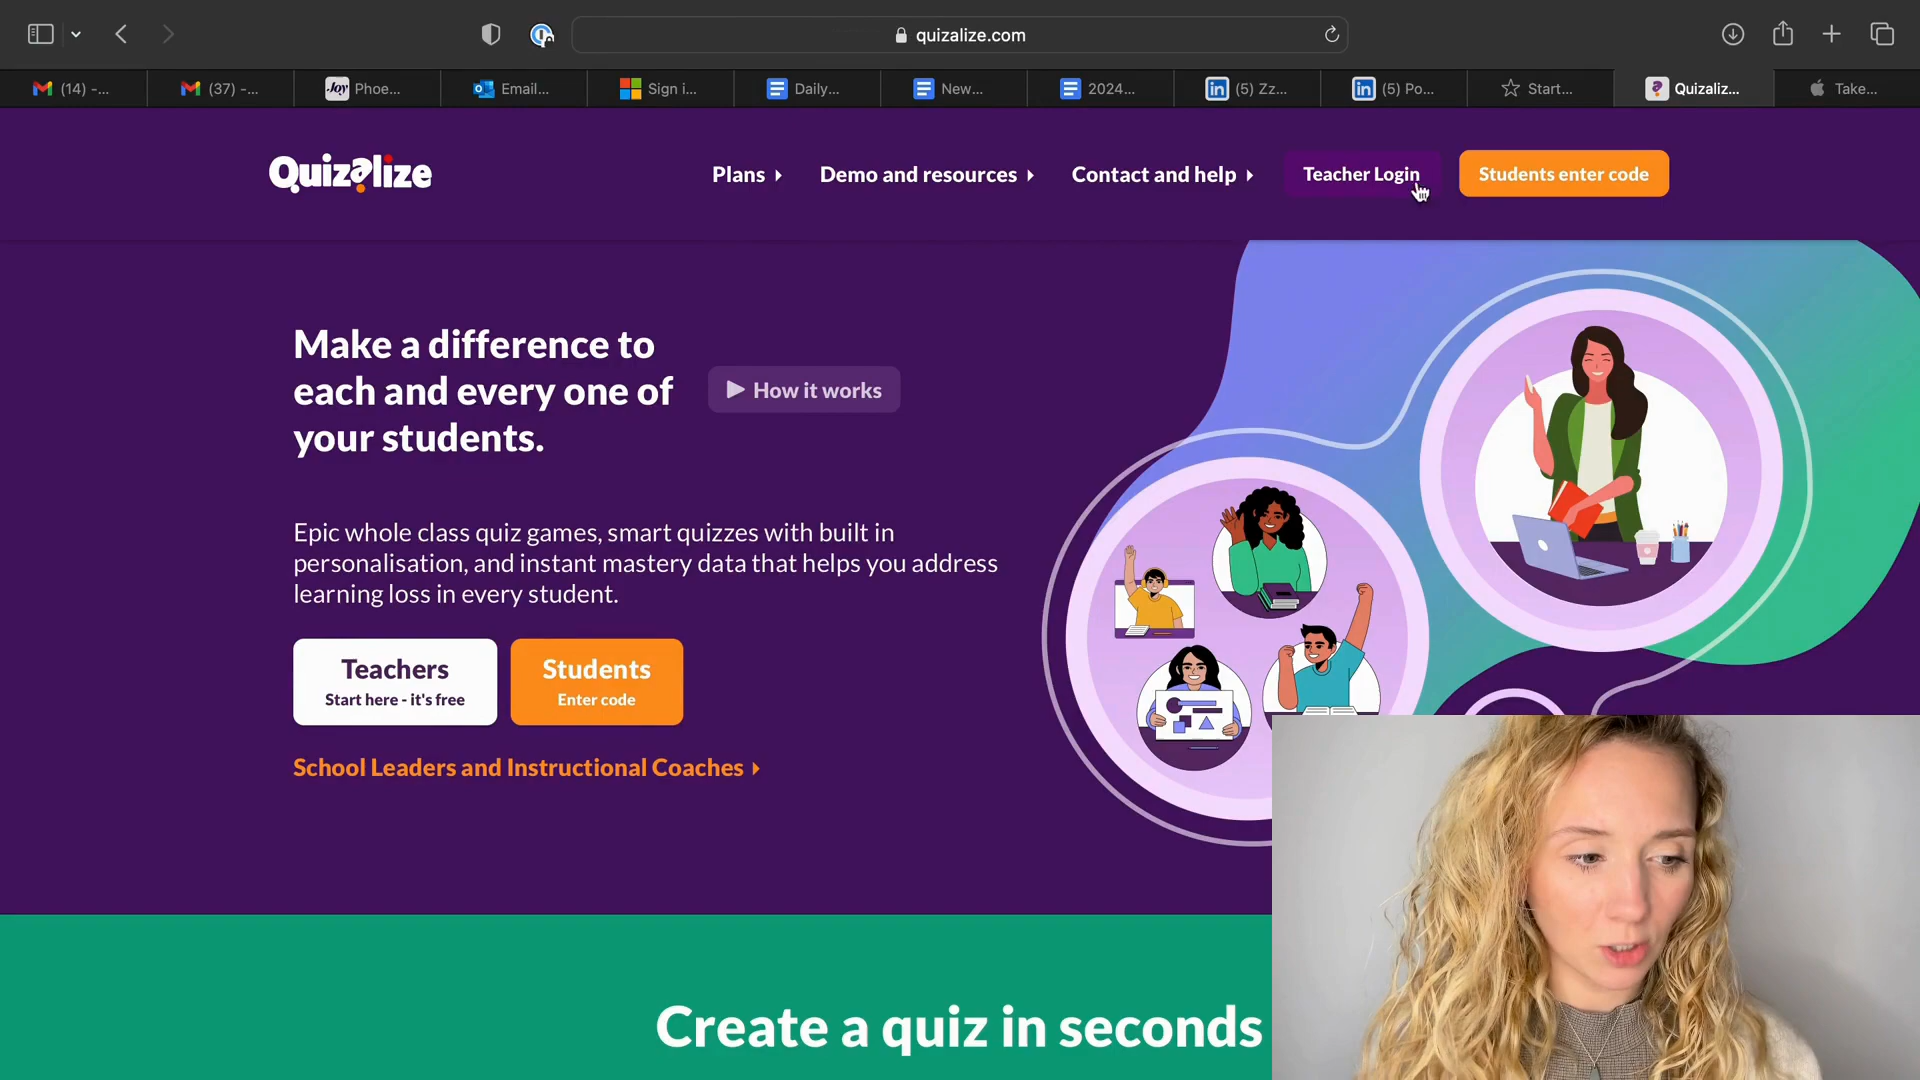 quizalize.com
(14) -...
(37) -...
Joy Phoe...
Email...
Sign i...
Daily...
New...
2024...
in (5) Zz...
in (5) Po...
Start...
Quizaliz...
Take...
Quizalize
Plans
Demo and resources
Contact and help
Teacher Login
Students enter code
Make a difference to
each and every one of
your students.
How it works
Epic whole class quiz games, smart quizzes with built in
personalisation, and instant mastery data that helps you address
learning loss in every student.
Teachers
Start here - it's free
Students
Enter code
School Leaders and Instructional Coaches
Create a quiz in seconds